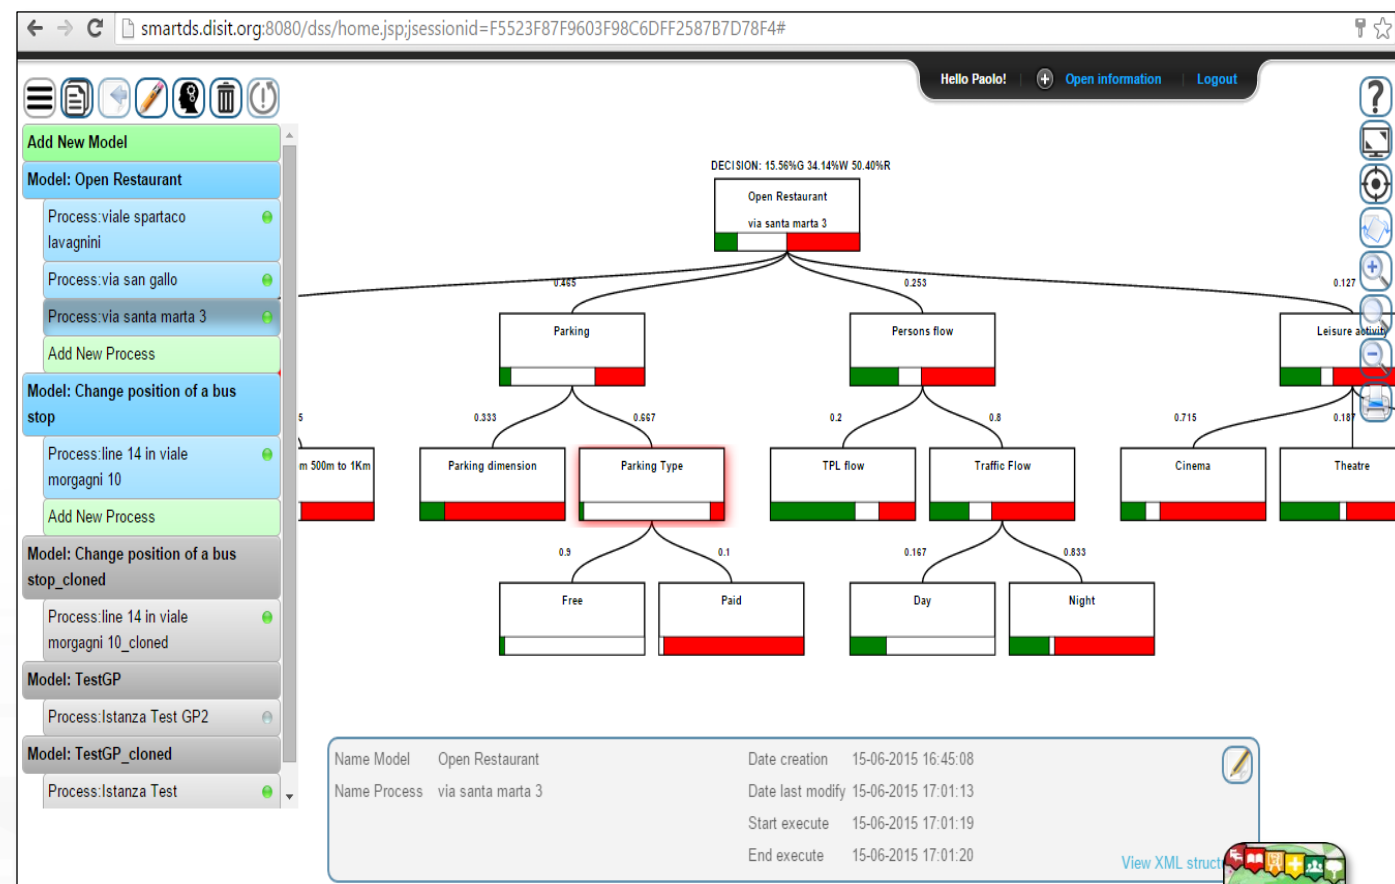 smartds.disit.org:8080/dss/home.jsp;jsessionid=F5523F87F9603F98C6DFF2587B7D78F4#
Hello Paolo!
Open information
Logout
Add New Model
Model: Open Restaurant
Process:viale spartaco
lavagnini
Process:via san gallo
Process:via santa marta 3
Add New Process
Model: Change position of a bus
stop
Process:line 14 in viale
morgagni 10
Add New Process
Model: Change position of a bus
stop_cloned
Process:line 14 in viale
morgagni 10_cloned
Model: TestGP
Process:Istanza Test GP2
Model: TestGP_cloned
Process:Istanza Test
DECISION: 15.56%G 34.14%W 50.40%R
Open Restaurant
via santa marta 3
0.465
0.253
0.127
Parking
Persons flow
Leisure activity
5
0.333
0.667
0.2
0.8
0.715
0.187
m 500m to 1Km
Parking dimension
Parking Type
TPL flow
Traffic Flow
Cinema
Theatre
0.9
0.1
0.167
0.833
Free
Paid
Day
Night
Name Model Open Restaurant
Name Process via santa marta 3
Date creation 15-06-2015 16:45:08
Date last modify 15-06-2015 17:01:13
Start execute 15-06-2015 17:01:19
End execute 15-06-2015 17:01:20
View XML struct